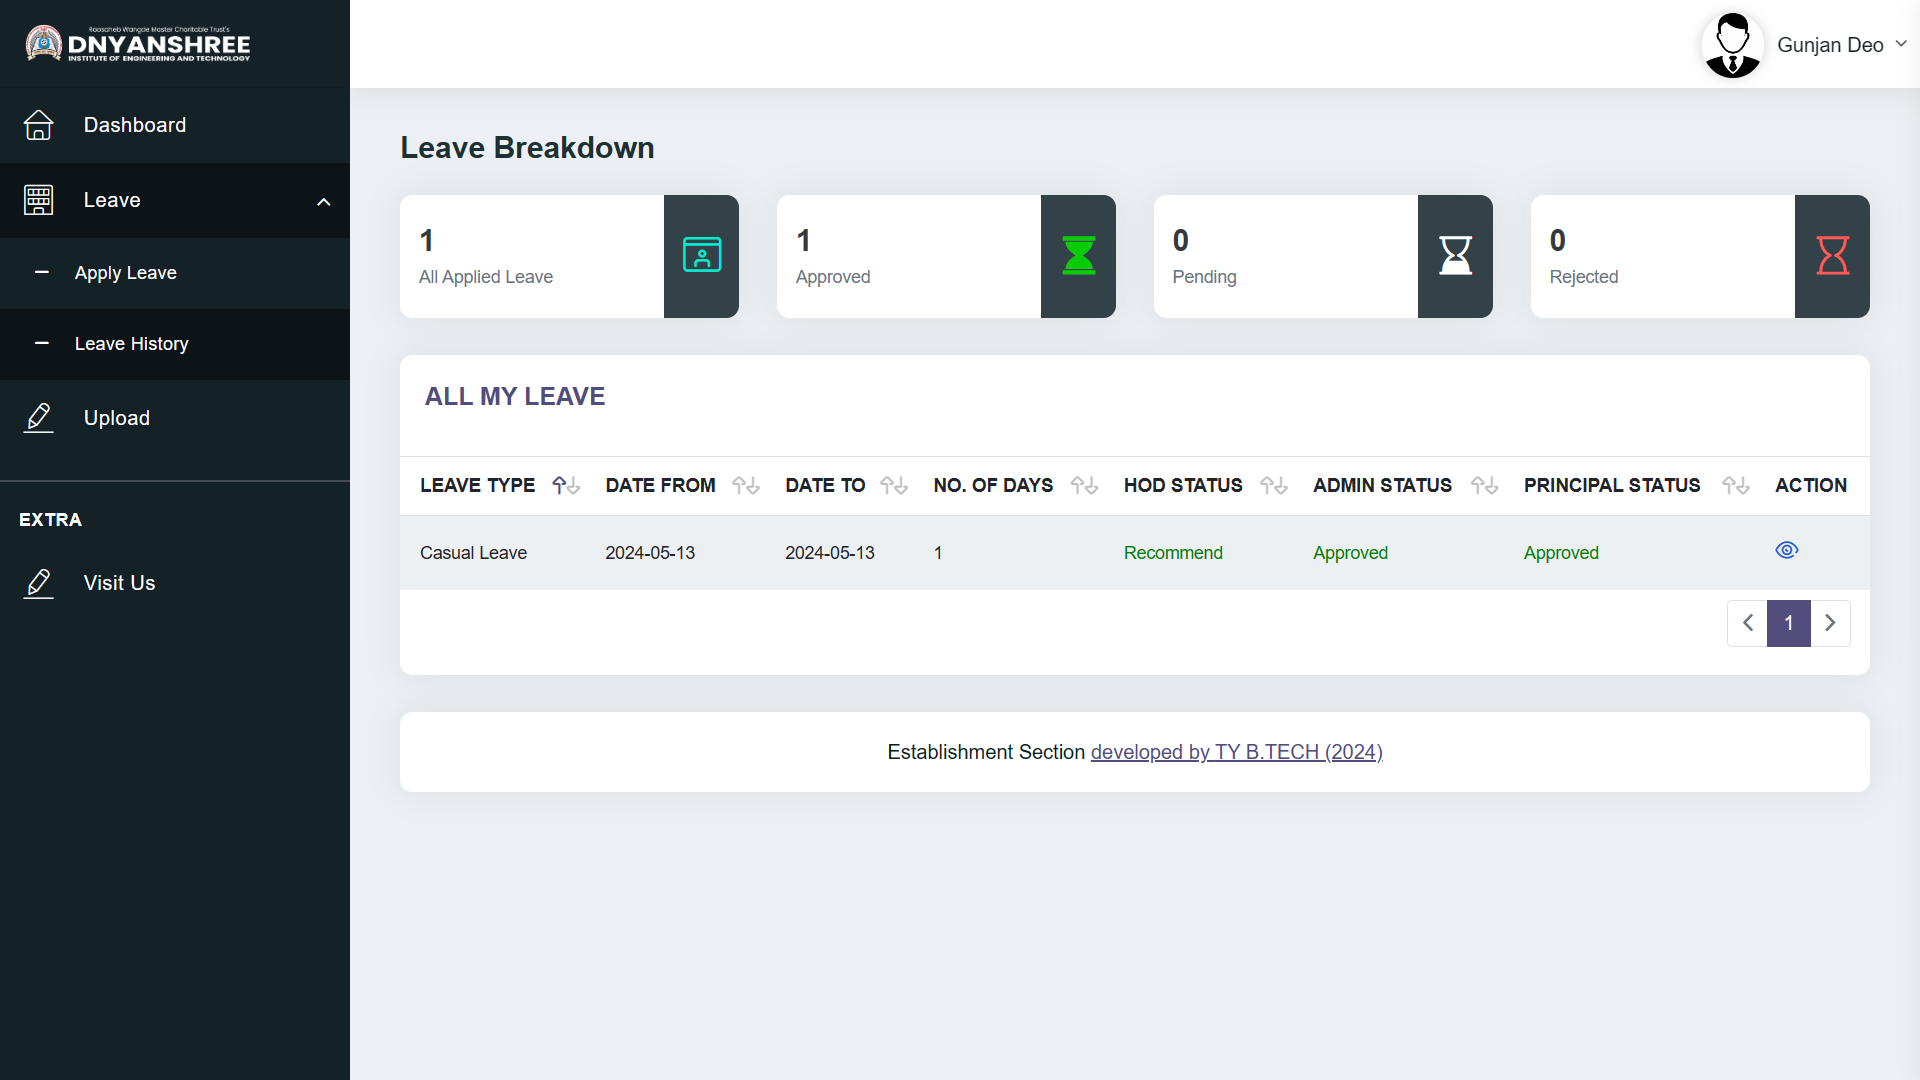 Raosaheb Wangde Master Charitable Trust's
DNYANSHREE
INSTITUTE OF ENGINEERING AND TECHNOLOGY
Gunjan Deo
Dashboard
Leave
Apply Leave
Leave History
Upload
EXTRA
Visit Us
Leave Breakdown
1
All Applied Leave
1
Approved
0
Pending
0
Rejected
ALL MY LEAVE
LEAVE TYPE DATE FROM DATE TO NO. OF DAYS HOD STATUS ADMIN STATUS PRINCIPAL STATUS ACTION
Casual Leave 2024-05-13 2024-05-13 1 Recommend Approved Approved
1
Establishment Section developed by TY B.TECH (2024)